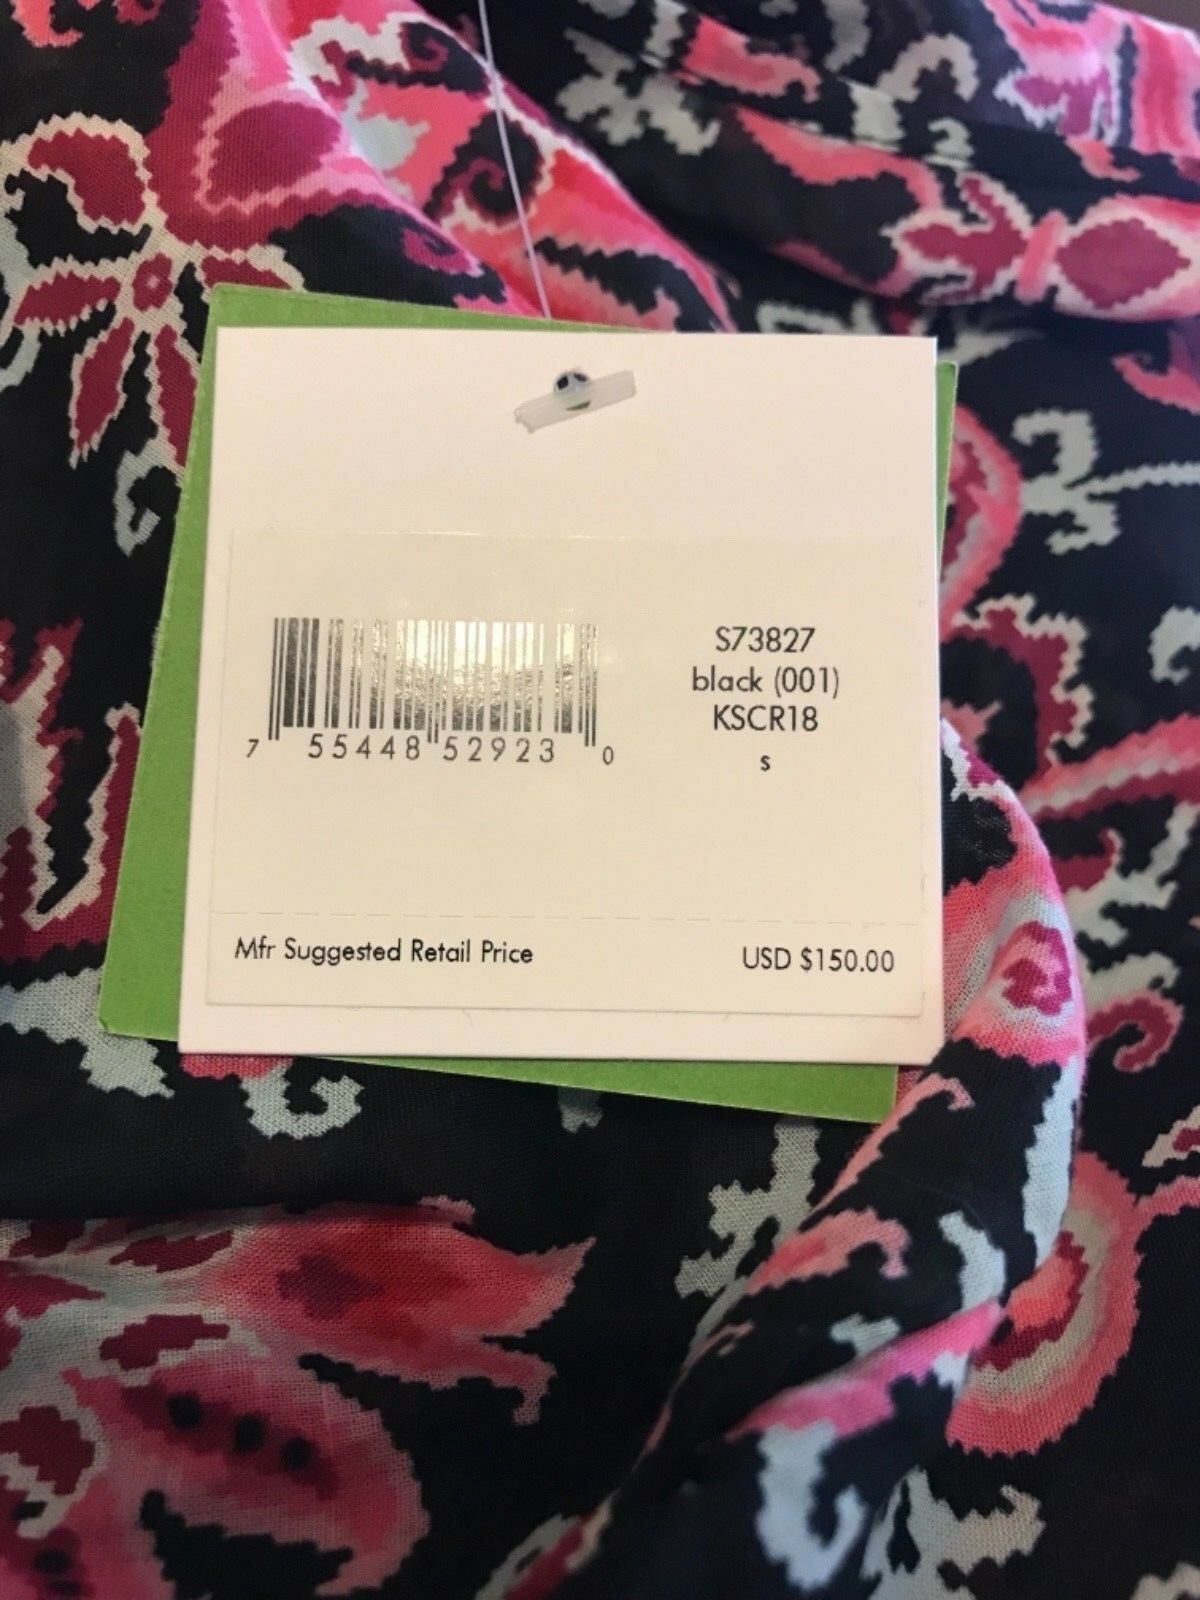 S73827
black (001)
KSCR18
s
7 55448 52923 0
Mfr Suggested Retail Price USD $150.00